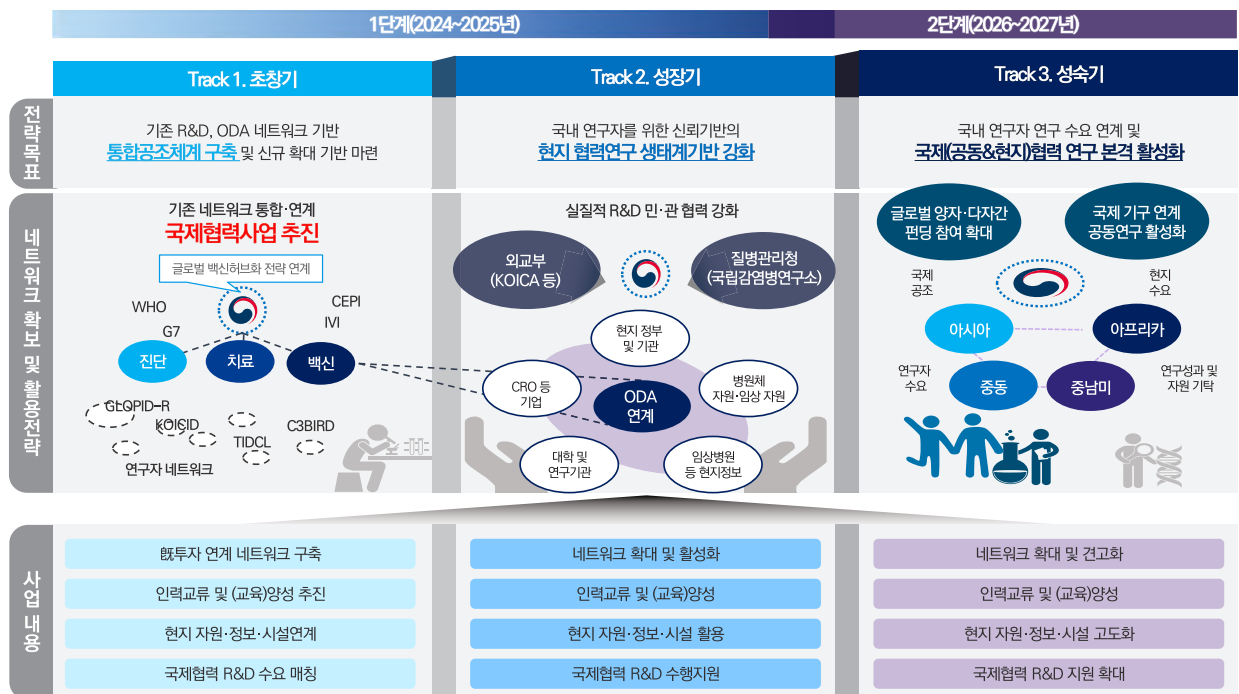 1단계(2024~2025년)
2단계(2026~2027년)
Track 1. 초창기
Track 2. 성장기
Track 3. 성숙기
전략목표
기존 R&D, ODA 네트워크 기반
통합공조체계 구축 및 신규 확대 기반 마련
국내 연구자를 위한 신뢰기반의
현지 협력연구 생태계기반 강화
국내 연구자 연구 수요 연계 및
국제(공동&현지)협력 연구 본격 활성화
네트워크 확보 및 활용전략
기존 네트워크 통합·연계
국제협력사업 추진
글로벌 백신허브화 전략 연계
WHO
G7
CEPI
IVI
진단
치료
백신
GLOPID-R
KOICID
TIDCL
C3BIRD
연구자 네트워크
실질적 R&D 민·관 협력 강화
외교부
(KOICA 등)
질병관리청
(국립감염병연구소)
현지 정부
및 기관
CRO 등
기업
병원체
자원·임상 자원
ODA
연계
대학 및
연구기관
임상병원
등 현지정보
글로벌 양자·다자간
펀딩 참여 확대
국제 기구 연계
공동연구 활성화
국제
공조
현지
수요
아시아
아프리카
연구자
수요
중동
중남미
연구성과 및
자원 기탁
사업 내용
旣투자 연계 네트워크 구축
인력교류 및 (교육)양성 추진
현지 자원·정보·시설연계
국제협력 R&D 수요 매칭
네트워크 확대 및 활성화
인력교류 및 (교육)양성
현지 자원·정보·시설 활용
국제협력 R&D 수행지원
네트워크 확대 및 견고화
인력교류 및 (교육)양성
현지 자원·정보·시설 고도화
국제협력 R&D 지원 확대